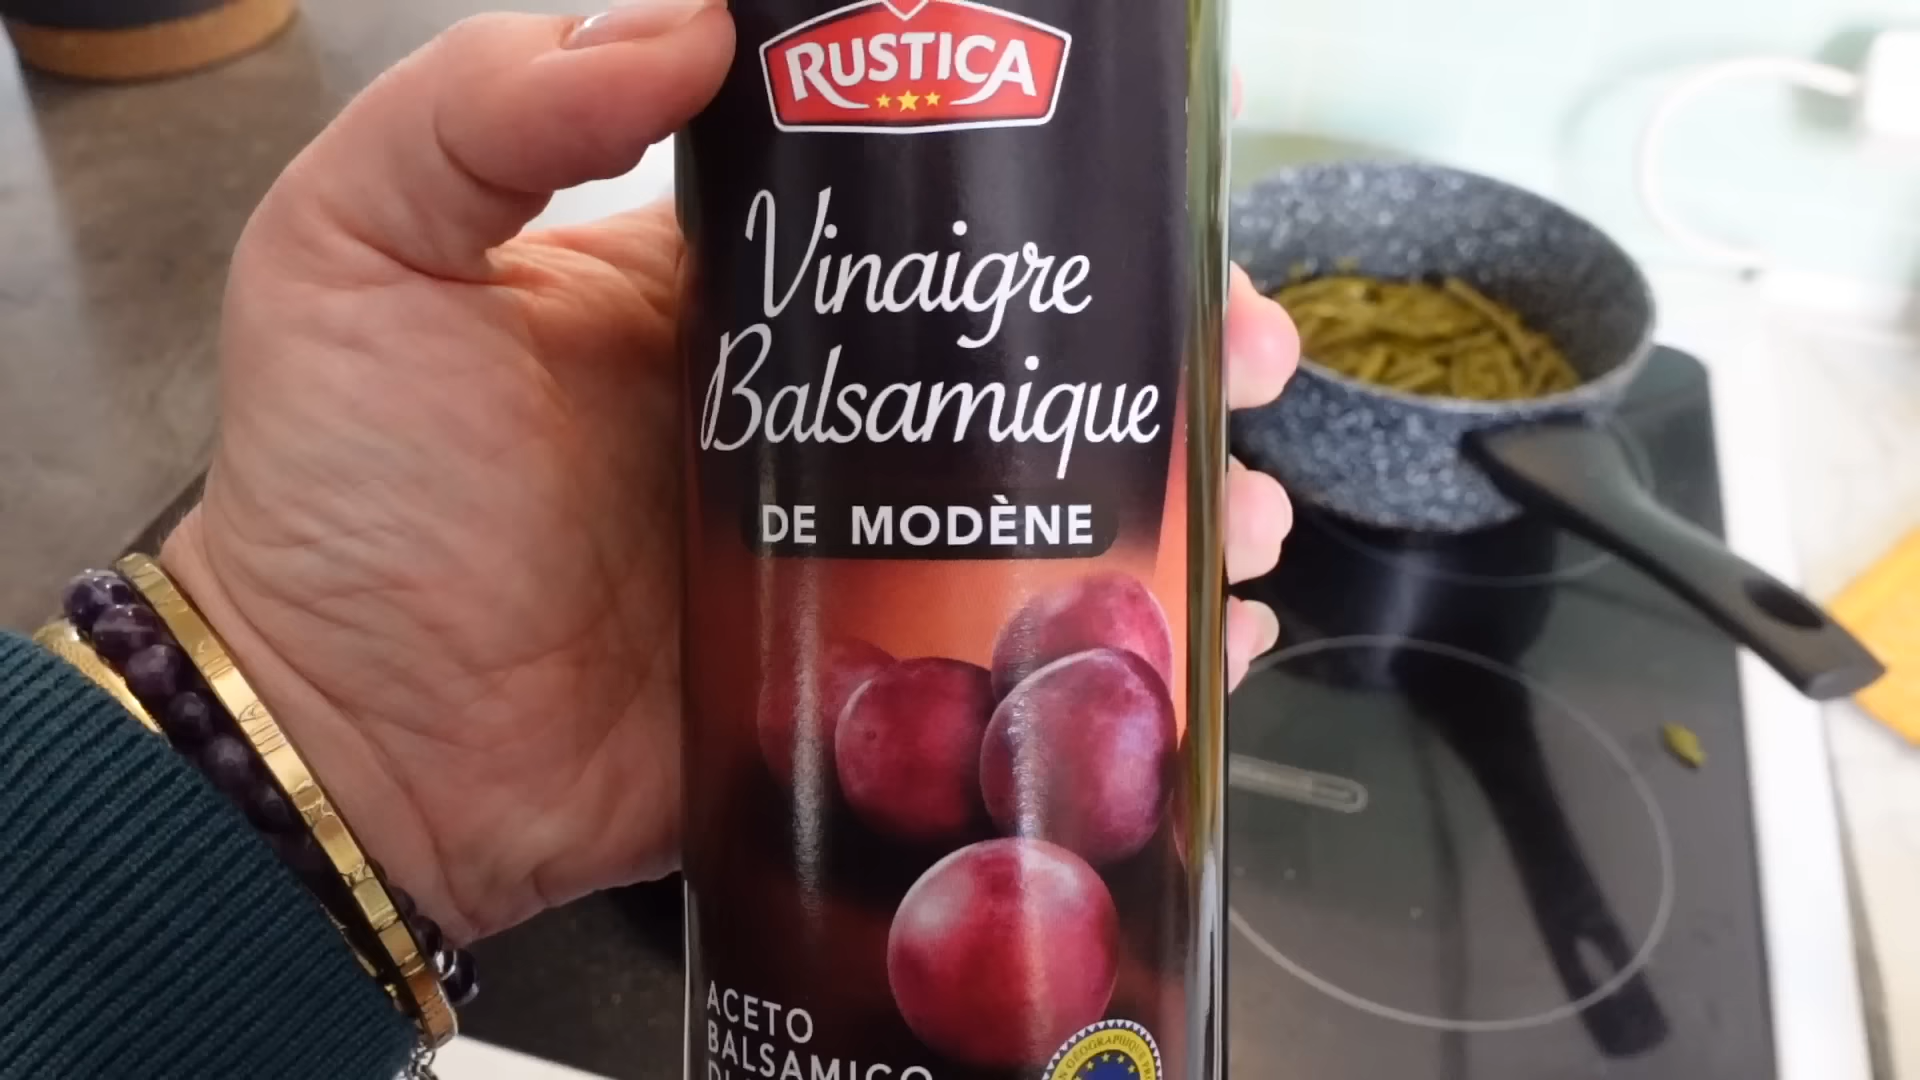 RUSTICA
Vinaigre
Balsamique
DE MODÈNE
ACETO
BALSAMICO